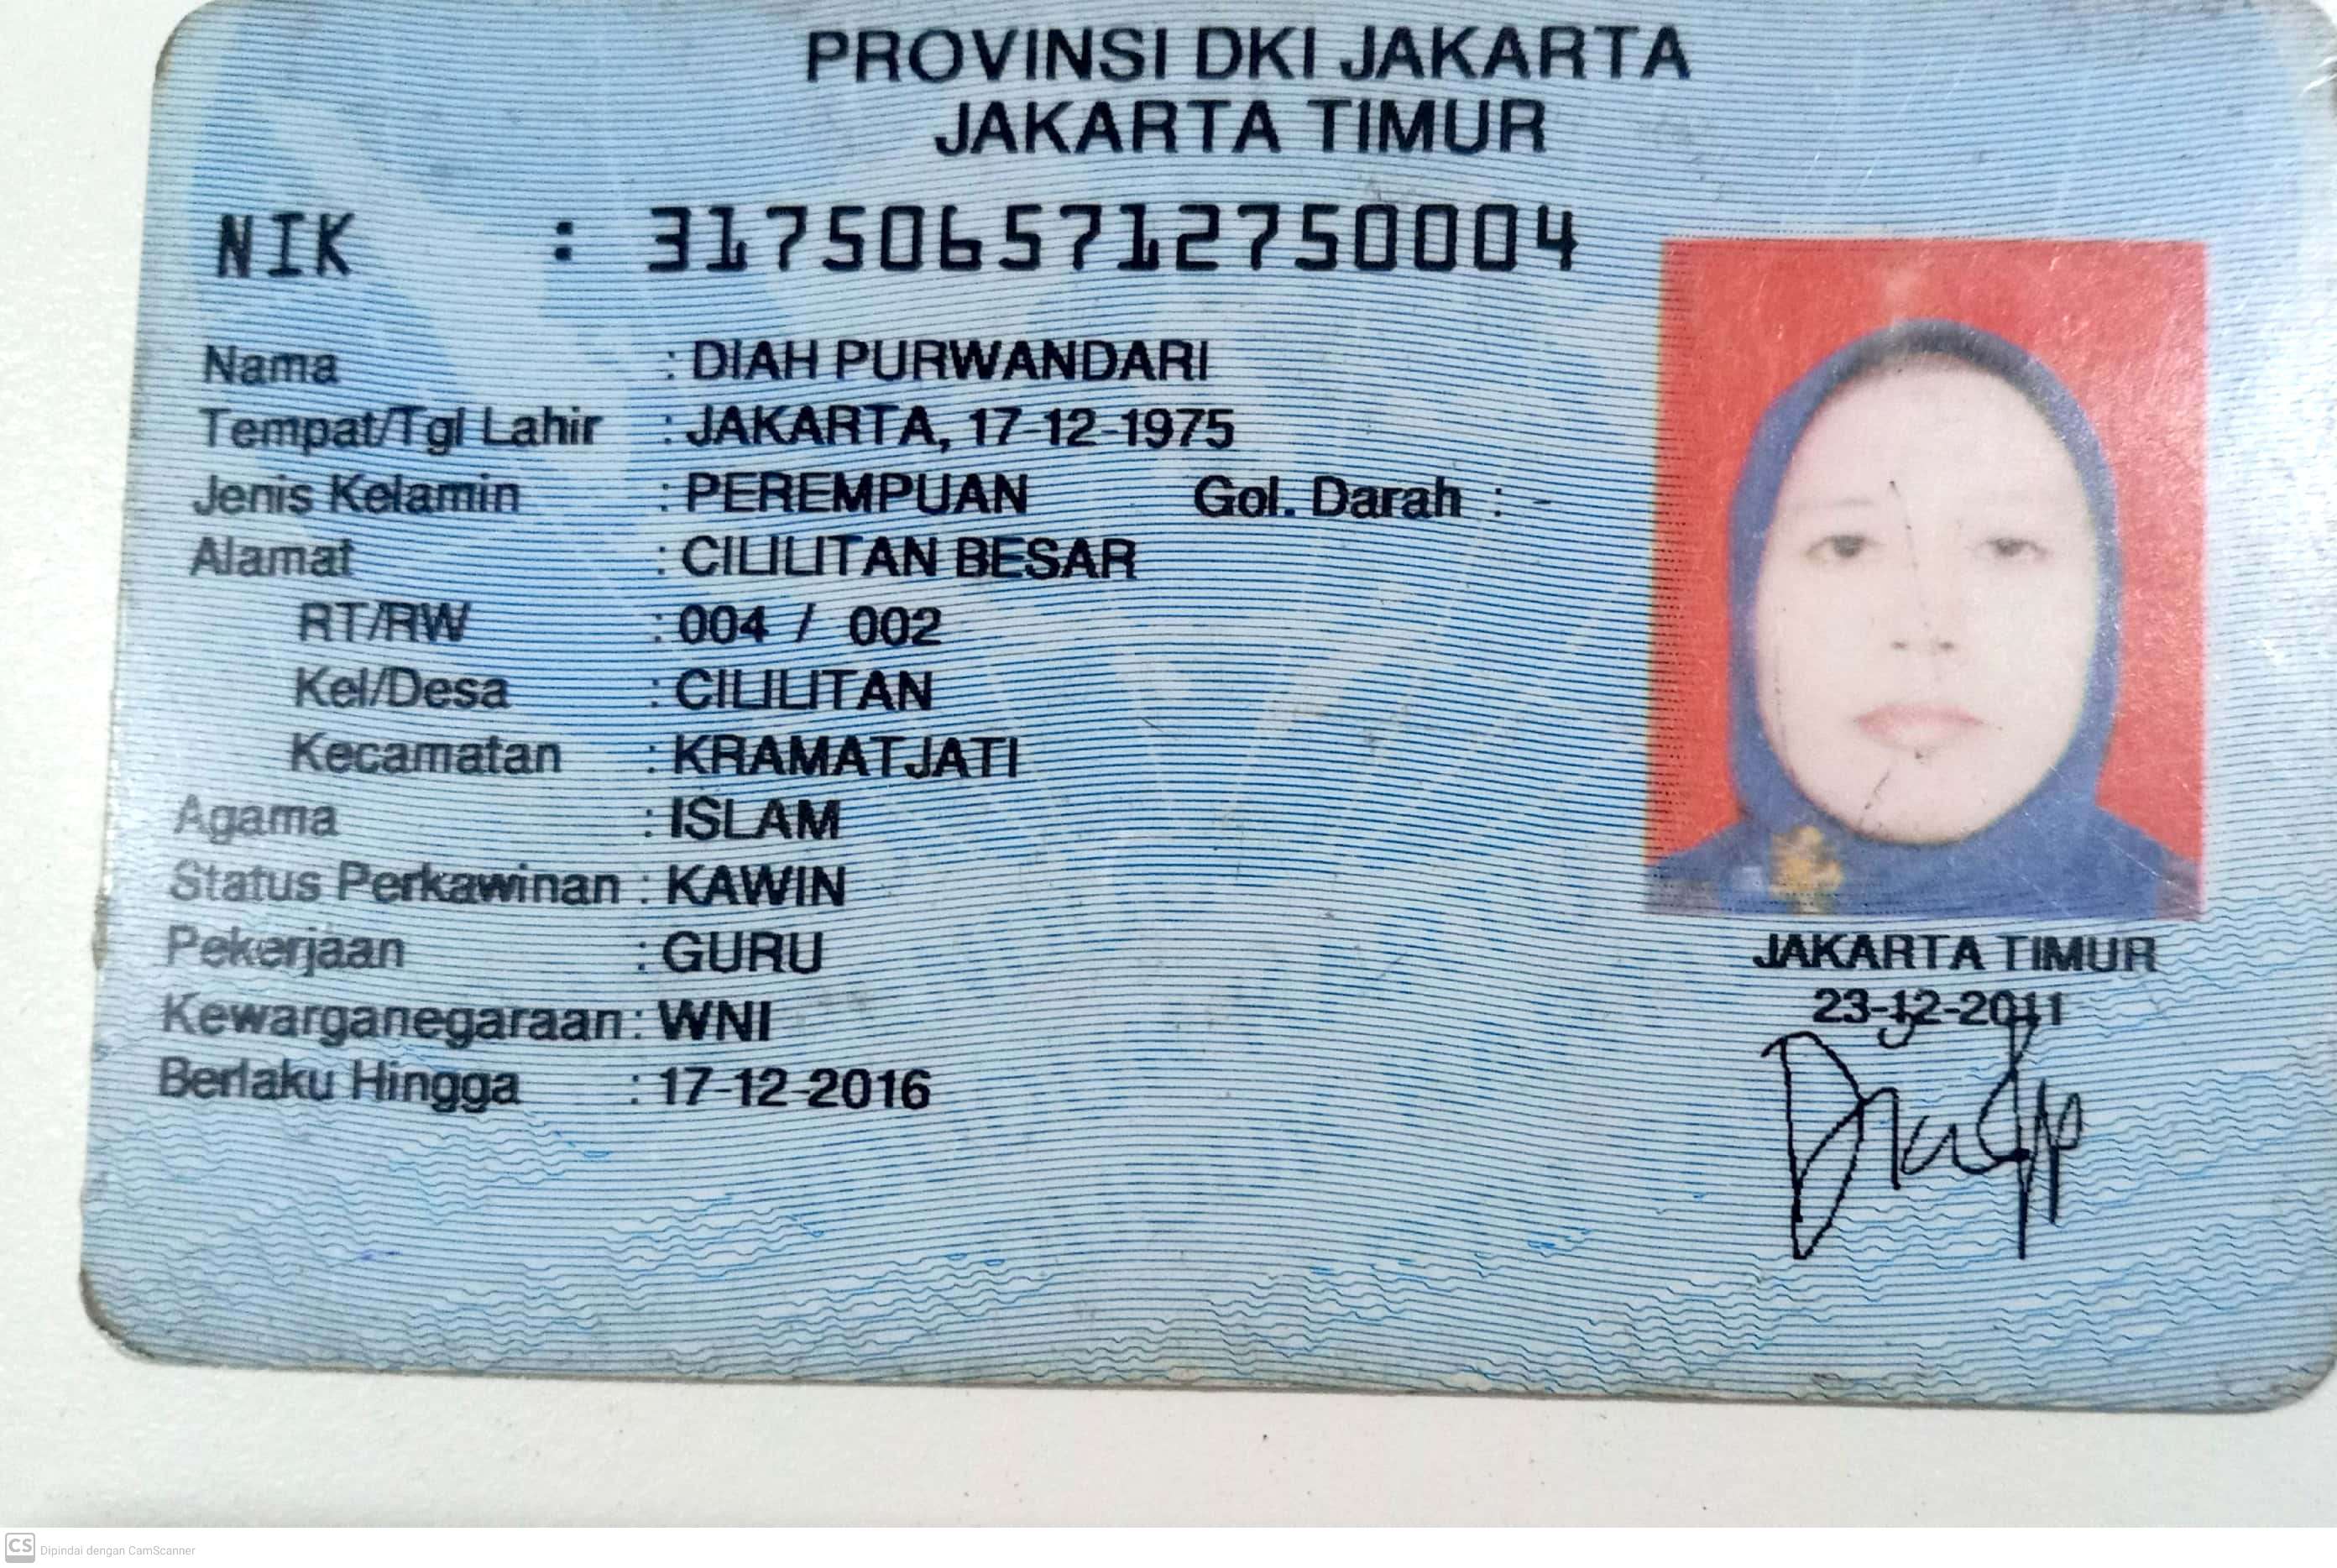 PROVINSI DKI JAKARTA
JAKARTA TIMUR
NIK : 3175065712750004
Nama : DIAH PURWANDARI
Tempat/Tgl Lahir : JAKARTA, 17-12-1975
Jenis Kelamin : PEREMPUAN Gol. Darah : -
Alamat : CILILITAN BESAR
RT/RW : 004 / 002
Kel/Desa : CILILITAN
Kecamatan : KRAMATJATI
Agama : ISLAM
Status Perkawinan : KAWIN
Pekerjaan : GURU
Kewarganegaraan : WNI
Berlaku Hingga : 17-12-2016
JAKARTA TIMUR
23-12-2011
CS Dipindai dengan CamScanner